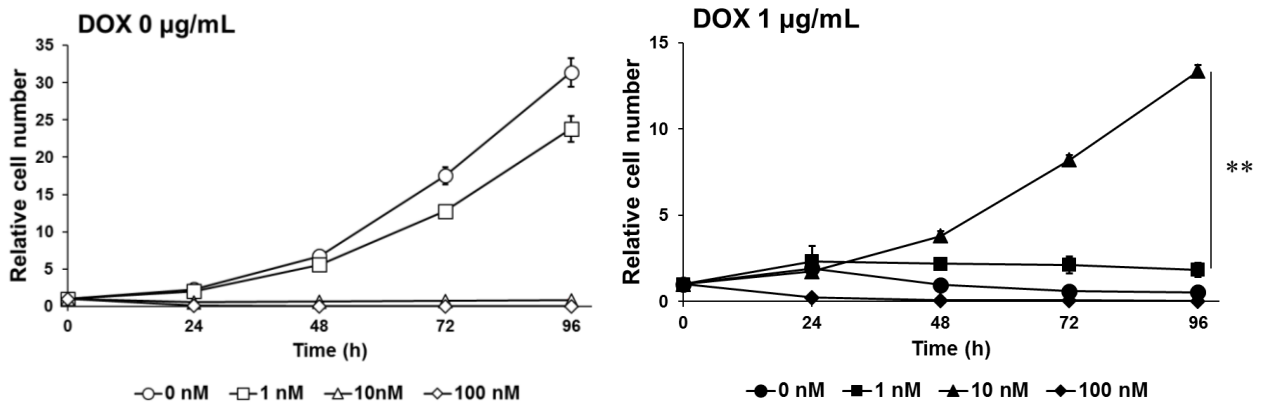 DOX 0 μg/mL
35
30
25
20
15
10
5
0
Relative cell number
0 24 48 72 96
Time (h)
0 nM 1 nM 10nM 100 nM
DOX 1 μg/mL
15
10
5
0
Relative cell number
**
0 24 48 72 96
Time (h)
0 nM 1 nM 10 nM 100 nM